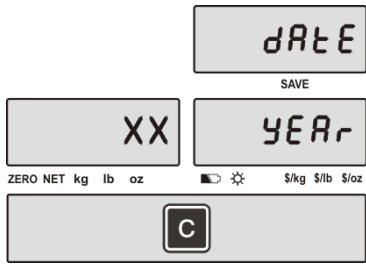 dAtE
SAVE
XX YEAr
ZERO NET kg lb oz $/kg $/lb $/oz
C